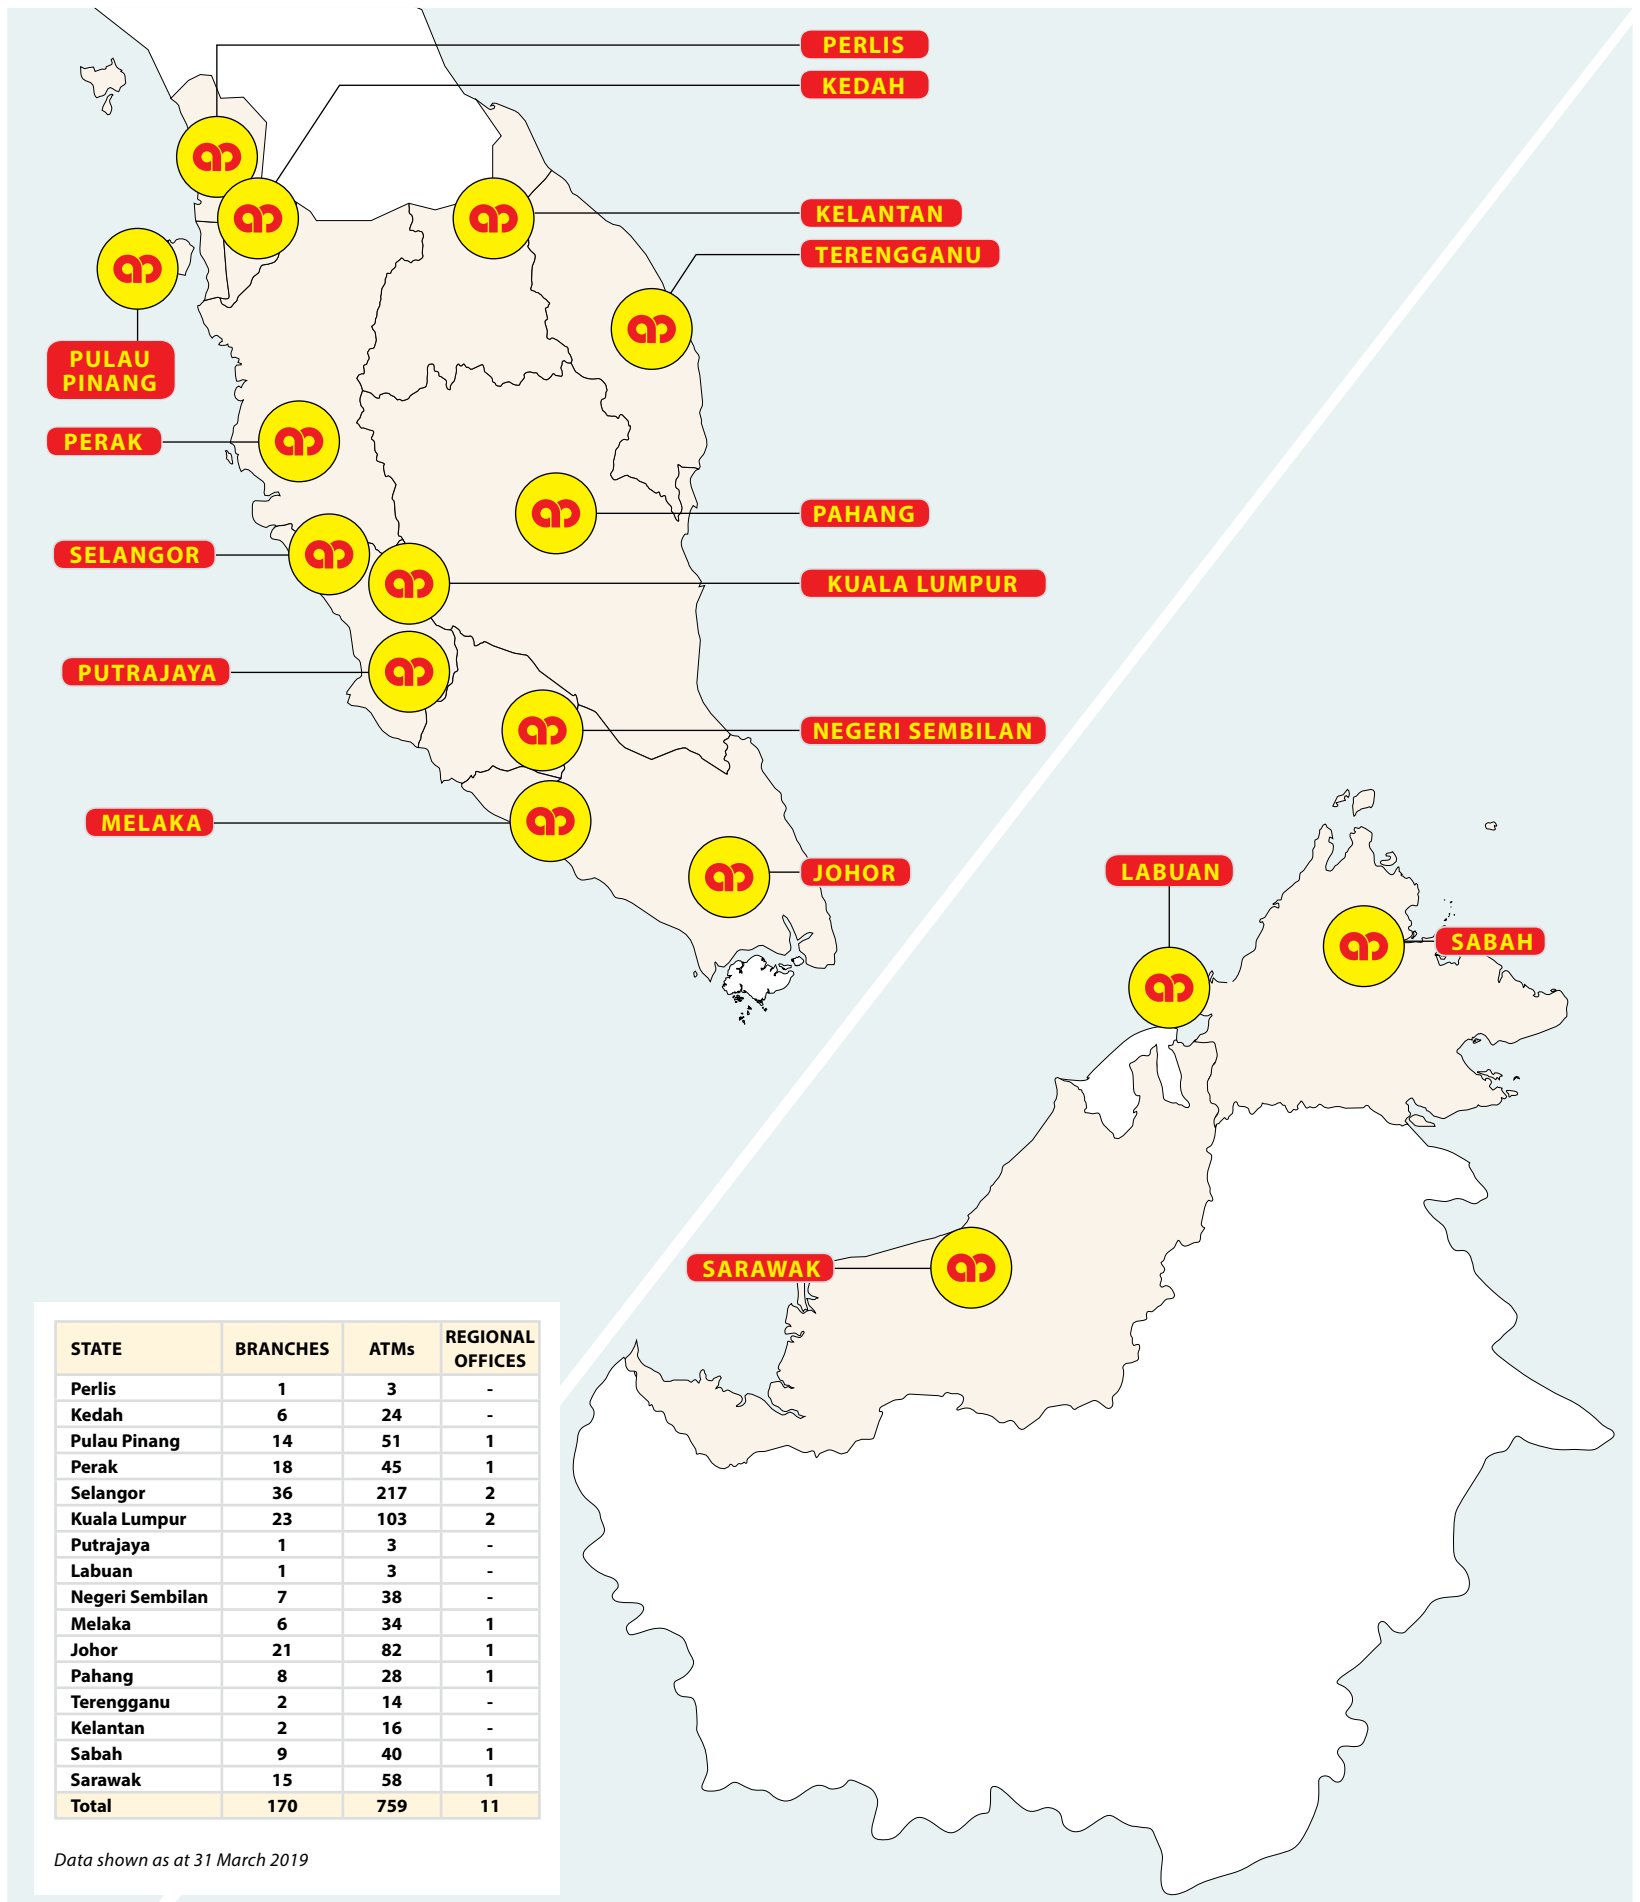 PERLIS
KEDAH
KELANTAN
TERENGGANU
PULAU
PINANG
PERAK
PAHANG
SELANGOR
KUALA LUMPUR
PUTRAJAYA
NEGERI SEMBILAN
MELAKA
JOHOR
LABUAN
SABAH
SARAWAK
STATE BRANCHES ATMs REGIONAL OFFICES
Perlis 1 3 -
Kedah 6 24 -
Pulau Pinang 14 51 1
Perak 18 45 1
Selangor 36 217 2
Kuala Lumpur 23 103 2
Putrajaya 1 3 -
Labuan 1 3 -
Negeri Sembilan 7 38 -
Melaka 6 34 1
Johor 21 82 1
Pahang 8 28 1
Terengganu 2 14 -
Kelantan 2 16 -
Sabah 9 40 1
Sarawak 15 58 1
Total 170 759 11
Data shown as at 31 March 2019